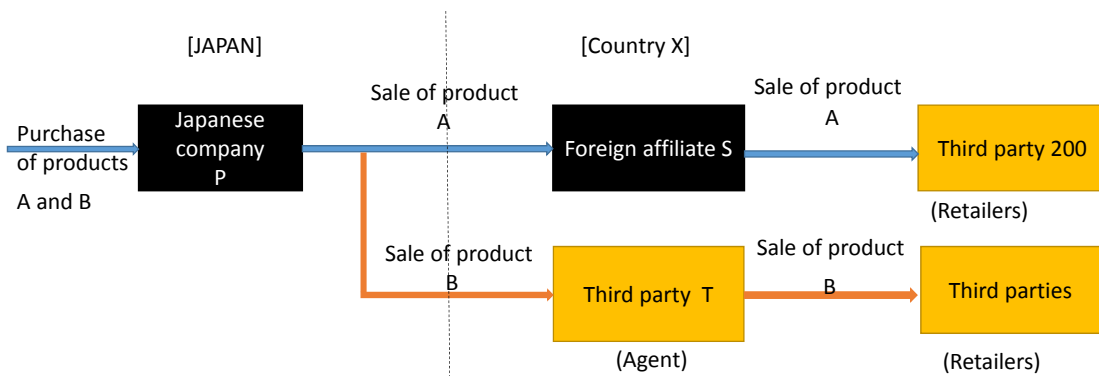 [JAPAN]
[Country X]
Purchase
of products
A and B
Japanese
company
P
Sale of product
A
Foreign affiliate S
Sale of product
A
Third party 200
(Retailers)
Sale of product
B
Third party T
(Agent)
Sale of product
B
Third parties
(Retailers)